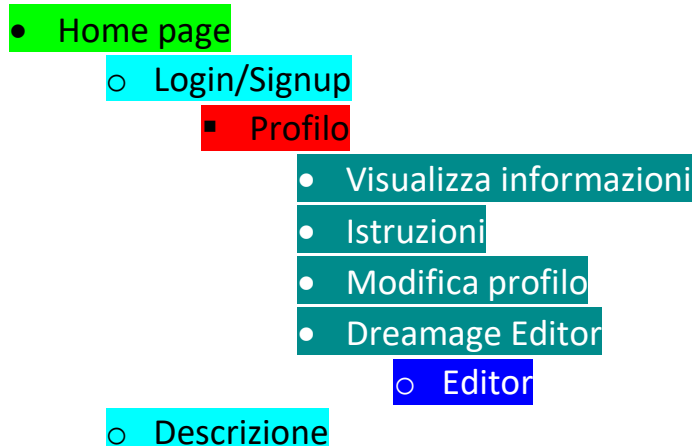 Home page
Login/Signup
Profilo
Visualizza informazioni
Istruzioni
Modifica profilo
Dreamage Editor
Editor
Descrizione